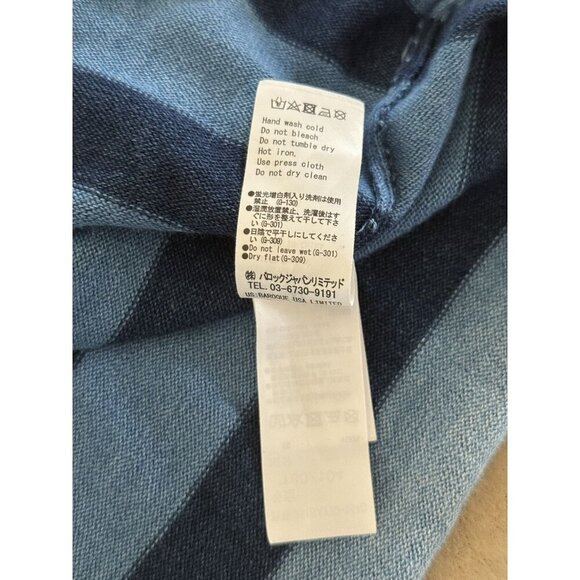 Hand wash cold
Do not bleach
Do not tumble dry
Hot iron.
Use press cloth
Do not dry clean
●蛍光増白剤入り洗剤は使用
禁止 (G-130)
●湿潤放置禁止、洗濯後はす
ぐに形を整えて干して下さ
い (G-301)
●日陰で平干しにしてくださ
い (G-309)
●Do not leave wet(G-301)
●Dry flat(G-309)
㈱ バロックジャパンリミテッド
TEL. 03-6730-9191
US:BAROQUE USA LIMITED